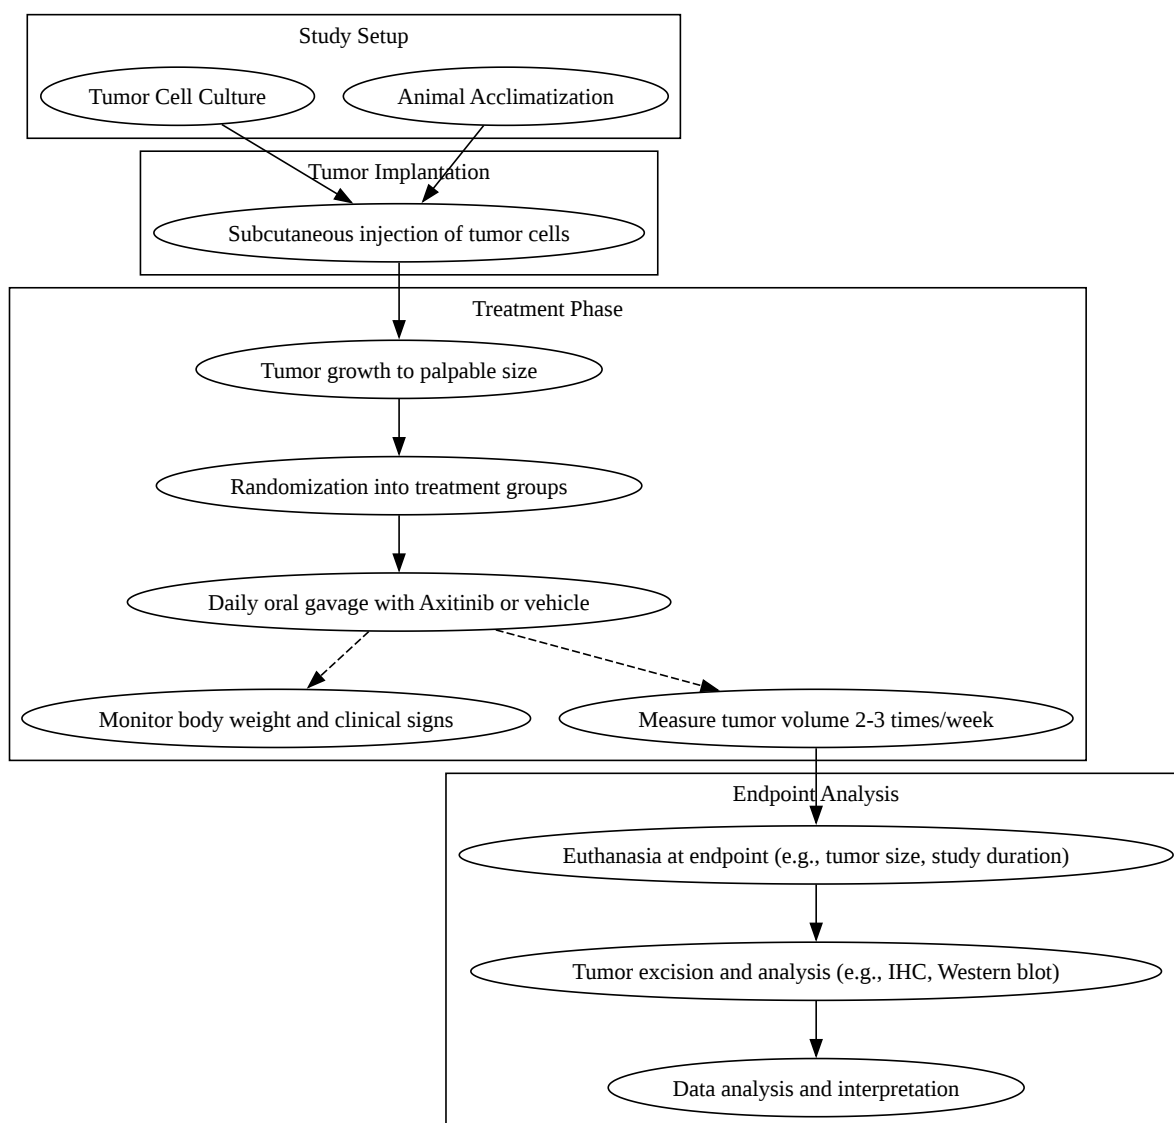 Study Setup
Tumor Cell Culture
Animal Acclimatization
Tumor Implantation
Subcutaneous injection of tumor cells
Treatment Phase
Tumor growth to palpable size
Randomization into treatment groups
Daily oral gavage with Axitinib or vehicle
Monitor body weight and clinical signs
Measure tumor volume 2-3 times/week
Endpoint Analysis
Euthanasia at endpoint (e.g., tumor size, study duration)
Tumor excision and analysis (e.g., IHC, Western blot)
Data analysis and interpretation